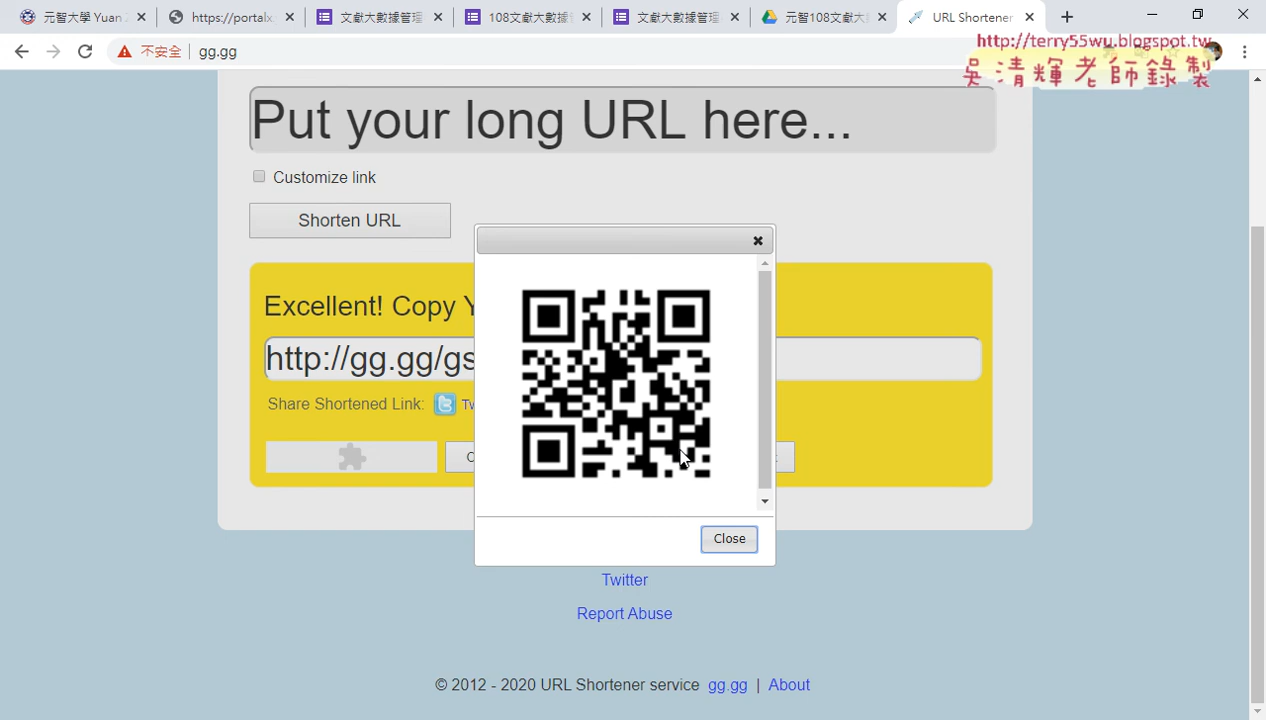 元智大學 Yuan Z
https://portalx
文獻大數據管理
108文獻大數據
文獻大數據管理
元智108文獻大
URL Shortener
不安全
gg.gg
http://terry55wu.blogspot.tw
吳清輝老師錄製
Put your long URL here...
Customize link
Shorten URL
Excellent! Copy Y
http://gg.gg/gs
Share Shortened Link:
Tw
Close
Twitter
Report Abuse
© 2012 - 2020 URL Shortener service gg.gg | About